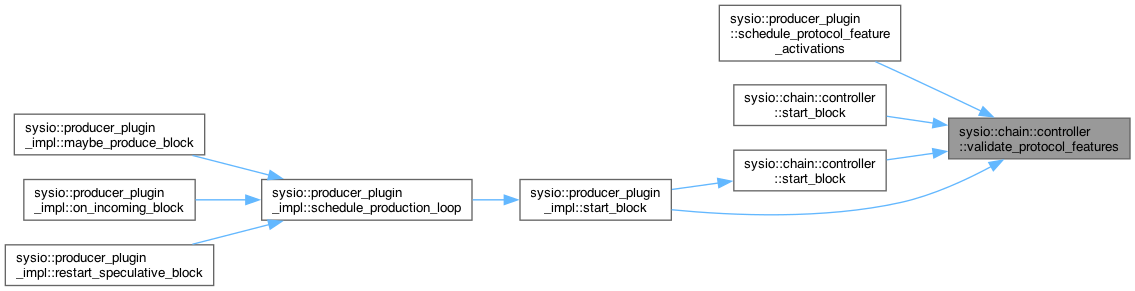 sysio::producer_plugin
::schedule_protocol_feature
_activations
sysio::chain::controller
::start_block
sysio::chain::controller
::validate_protocol_features
sysio::producer_plugin
_impl::maybe_produce_block
sysio::chain::controller
::start_block
sysio::producer_plugin
_impl::on_incoming_block
sysio::producer_plugin
_impl::schedule_production_loop
sysio::producer_plugin
_impl::start_block
sysio::producer_plugin
_impl::restart_speculative_block